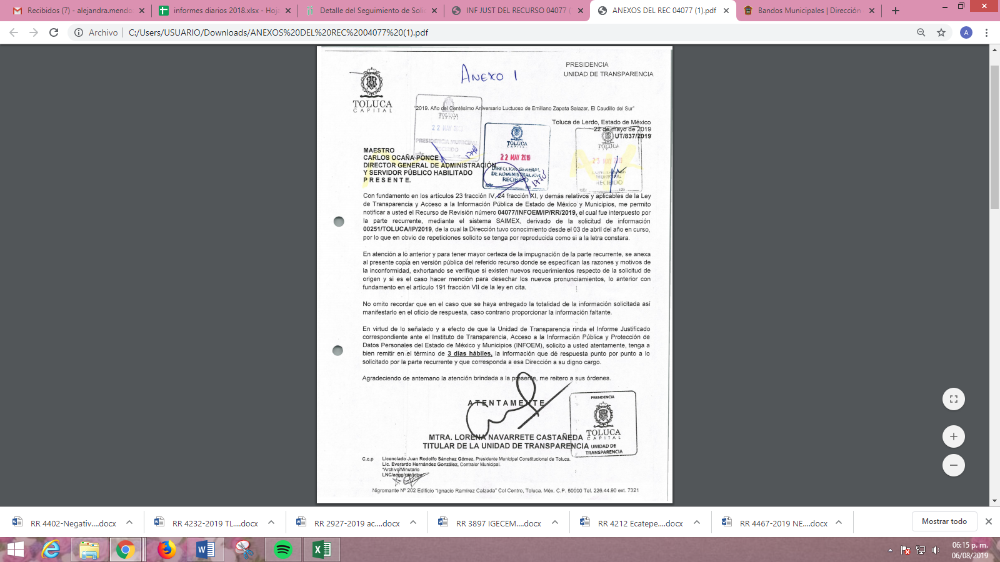 Recibidos (7) - alejandra.mendo
informes diarios 2018.xlsx - Hoja
Detalle del Seguimiento de Solic
INF JUST DEL RECURSO 04077 (
ANEXOS DEL REC 04077 (1).pdf
Bandos Municipales | Dirección
Archivo
C:/Users/USUARIO/Downloads/ANEXOS%20DEL%20REC%2004077%20(1).pdf
A
ANEXO 1
PRESIDENCIA
UNIDAD DE TRANSPARENCIA
TOLUCA
CAPITAL
"2019. Año del Centésimo Aniversario Luctuoso de Emiliano Zapata Salazar, El Caudillo del Sur"
Toluca de Lerdo, Estado de México
22 de mayo de 2019
UT/837/2019
TOLUCA
CAPITAL
22 MAY
PRESIDENCIA MUNICIPAL
RECIBIDO
TOLUCA
CAPITAL
22 MAY 2019
DIRECCIÓN GENERAL
DE ADMINISTRACIÓN
RECIBIDO
TOLUCA
CAPITAL
23 MAY 2019
CONTRALORÍA
MUNICIPAL
RECIBIDO
MAESTRO
CARLOS OCAÑA PONCE
DIRECTOR GENERAL DE ADMINISTRACIÓN
Y SERVIDOR PÚBLICO HABILITADO
P R E S E N T E.
Con fundamento en los artículos 23 fracción IV, 24 fracción XI, y demás relativos y aplicables de la Ley
de Transparencia y Acceso a la Información Pública de Estado de México y Municipios, me permito
notificar a usted el Recurso de Revisión número 04077/INFOEM/IP/RR/2019, el cual fue interpuesto por
la parte recurrente, mediante el sistema SAIMEX, derivado de la solicitud de información
00251/TOLUCA/IP/2019, de la cual la Dirección tuvo conocimiento desde el 03 de abril del año en curso,
por lo que en obvio de repeticiones solicito se tenga por reproducida como si a la letra constara.
En atención a lo anterior y para tener mayor certeza de la impugnación de la parte recurrente, se anexa
al presente copia en versión pública del referido recurso donde se especifican las razones y motivos de
la inconformidad, exhortando se verifique si existen nuevos requerimientos respecto de la solicitud de
origen y si es el caso hacer mención para desechar los nuevos pronunciamientos, lo anterior con
fundamento en el artículo 191 fracción VII de la ley en cita.
No omito recordar que en el caso que se haya entregado la totalidad de la información solicitada así
manifestarlo en el oficio de respuesta, caso contrario proporcionar la información faltante.
En virtud de lo señalado y a efecto de que la Unidad de Transparencia rinda el Informe Justificado
correspondiente ante el Instituto de Transparencia, Acceso a la Información Pública y Protección de
Datos Personales del Estado de México y Municipios (INFOEM), solicito a usted atentamente, tenga a
bien remitir en el término de 3 días hábiles, la información que dé respuesta punto por punto a lo
solicitado por la parte recurrente y que corresponda a esa Dirección a su digno cargo.
Agradeciendo de antemano la atención brindada a la presente, me reitero a sus órdenes.
A T E N T A M E N T E
MTRA. LORENA NAVARRETE CASTAÑEDA
TITULAR DE LA UNIDAD DE TRANSPARENCIA
PRESIDENCIA
TOLUCA
CAPITAL
UNIDAD DE
TRANSPARENCIA
C.c.p Licenciado Juan Rodolfo Sánchez Gómez. Presidente Municipal Constitucional de Toluca.
Lic. Everardo Hernández González, Contralor Municipal.
*Archivo/Minutario
Nigromante Nº 202 Edificio "Ignacio Ramírez Calzada" Col Centro, Toluca. Méx. C.P. 50000 Tel. 226.44.90 ext. 7321
RR 4402-Negativ....docx
RR 4232-2019 TL....docx
RR 2927-2019 ac....docx
RR 3897 IGECEM....docx
RR 4212 Ecatepe....docx
RR 4467-2019 NE....docx
Mostrar todo
06:15 p. m.
06/08/2019